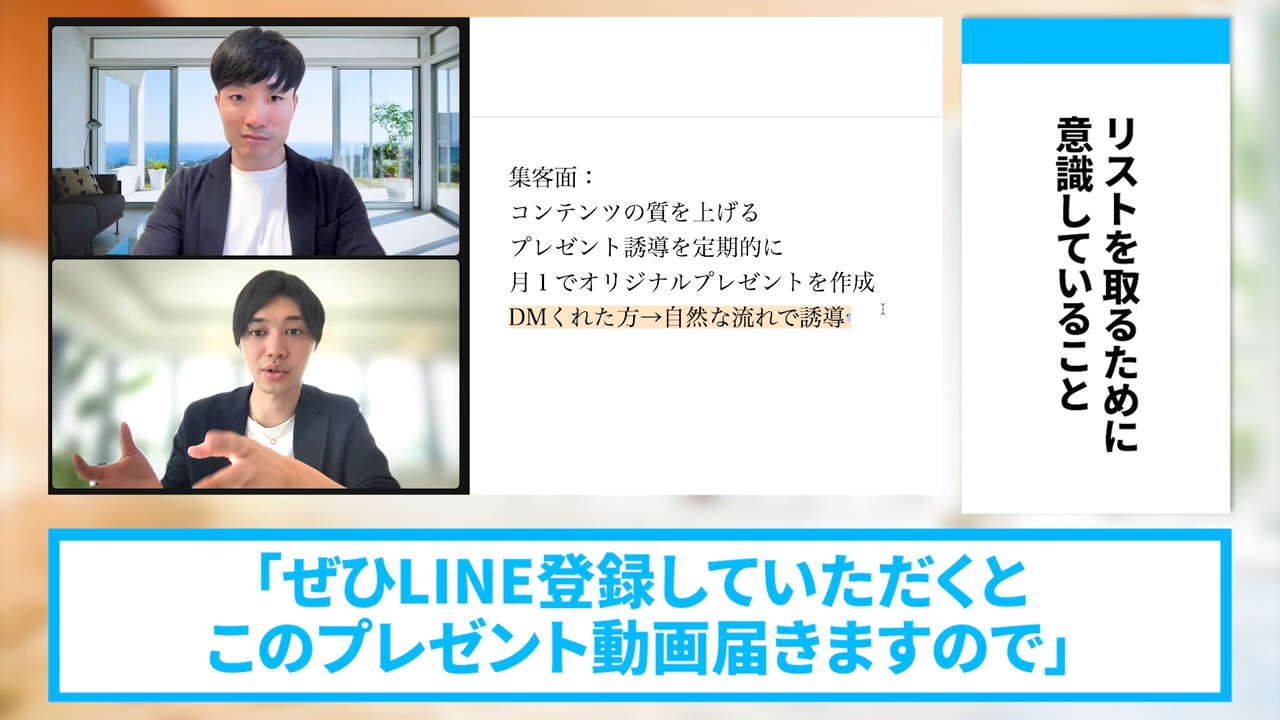 集客面：
コンテンツの質を上げる
プレゼント誘導を定期的に
月１でオリジナルプレゼントを作成
DMくれた方→自然な流れで誘導
リストを取るために
意識していること
「ぜひLINE登録していただくと
このプレゼント動画届きますので」